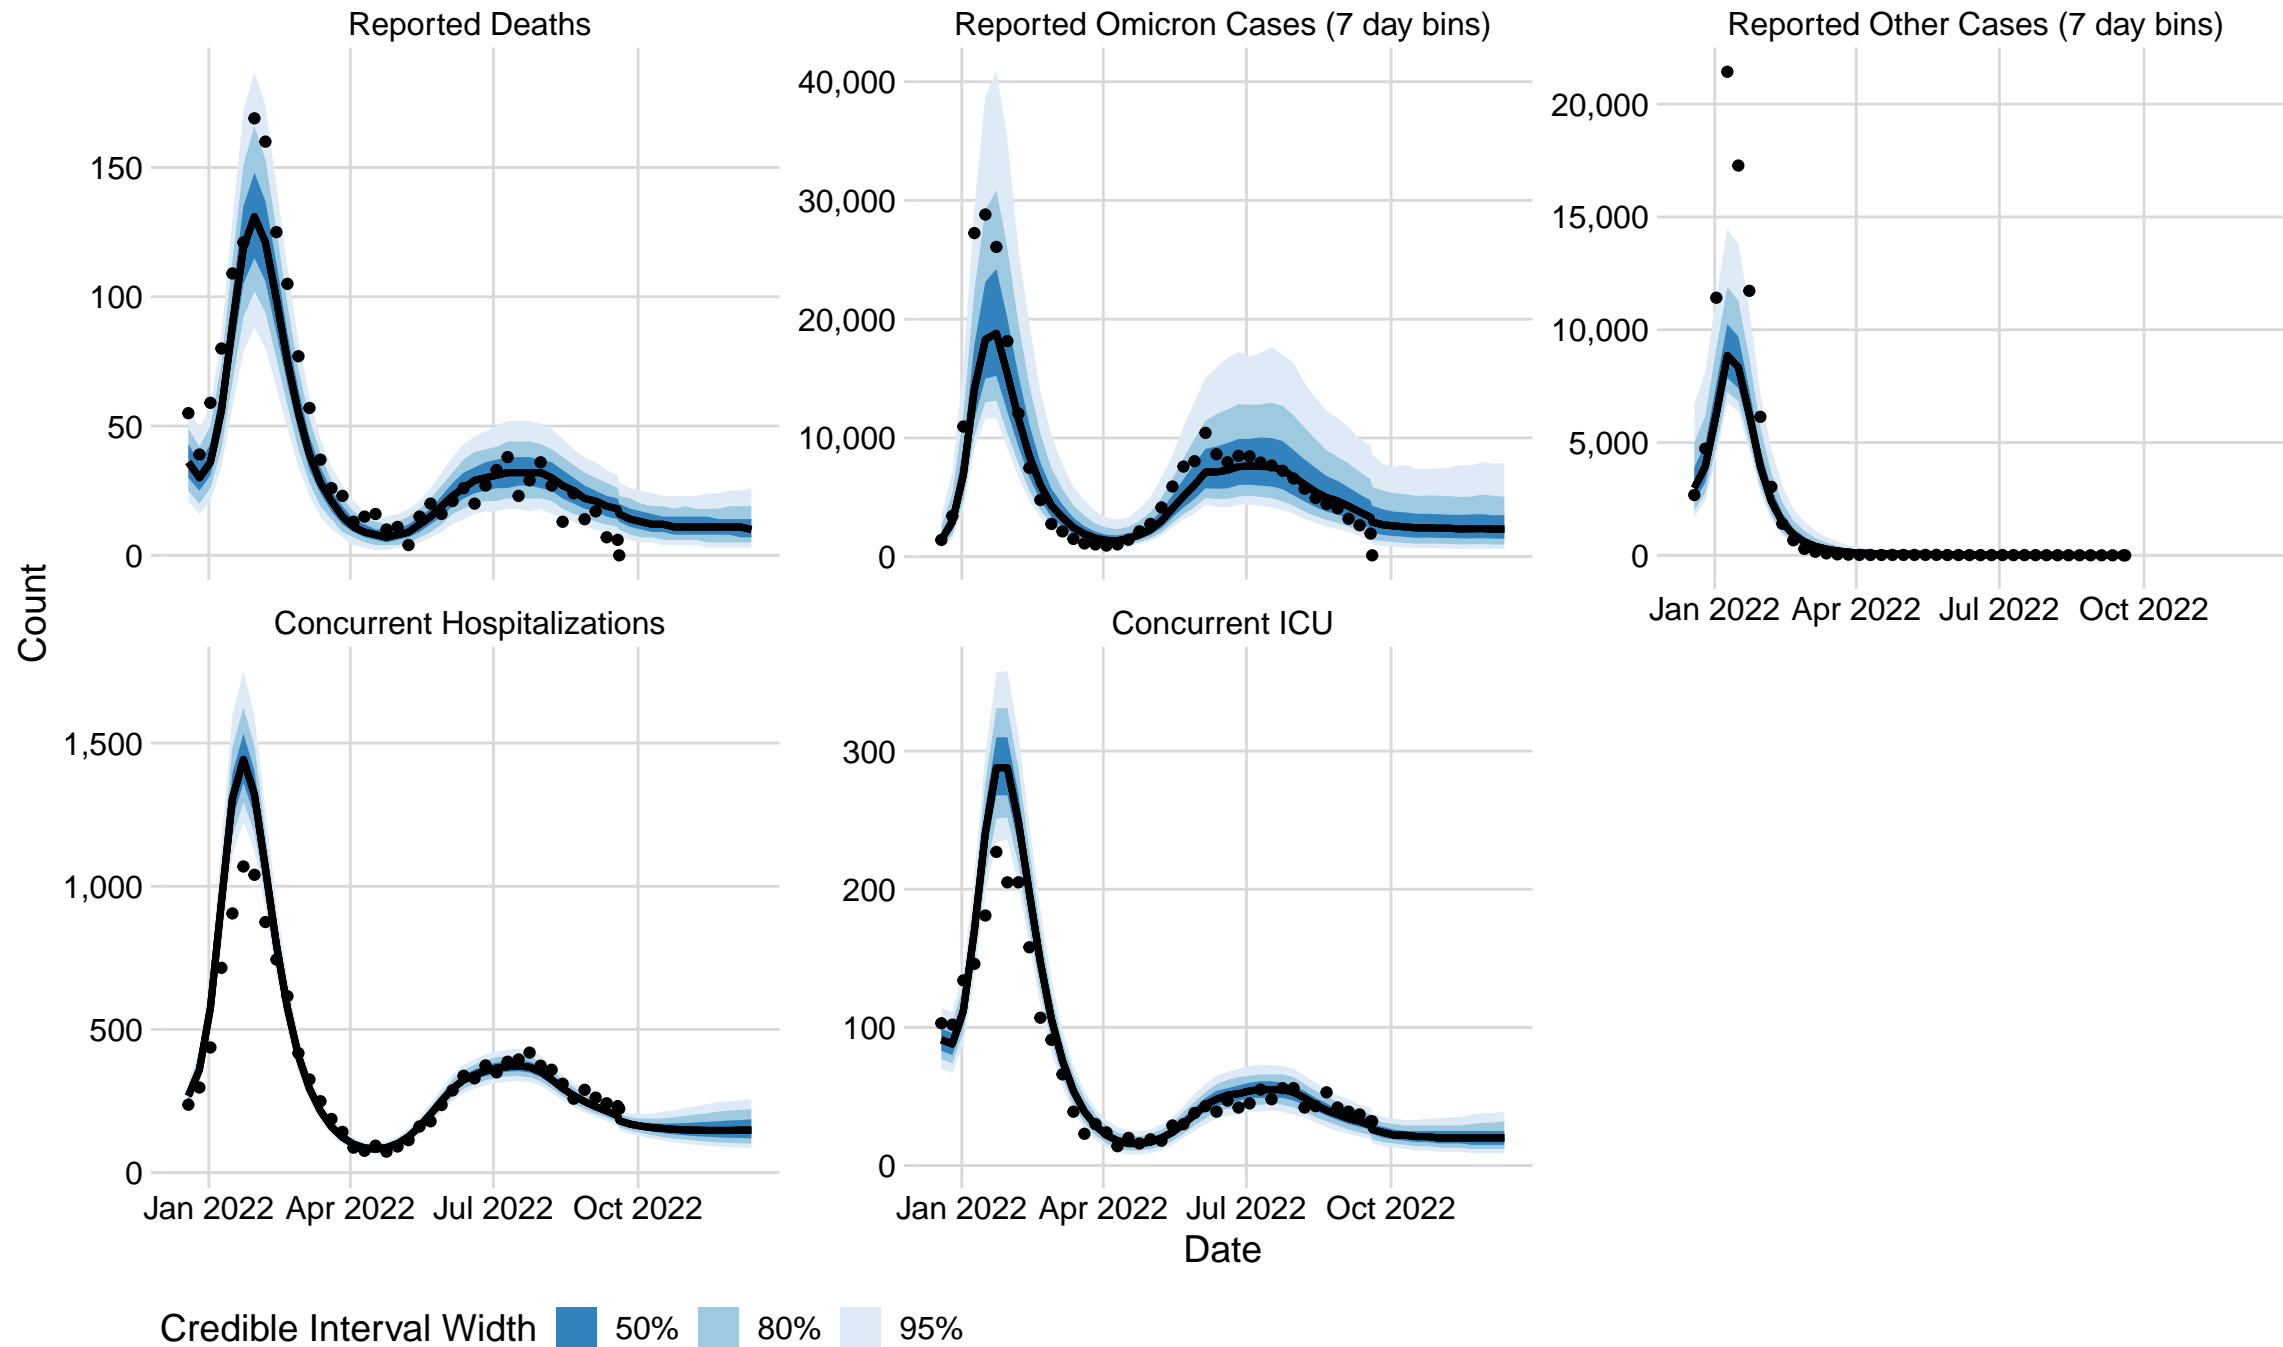 Reported Deaths
Reported Omicron Cases (7 day bins)
Reported Other Cases (7 day bins)
150
100
50
0
40,000
30,000
20,000
10,000
0
20,000
15,000
10,000
5,000
0
Jan 2022 Apr 2022 Jul 2022 Oct 2022
Count
Concurrent Hospitalizations
Concurrent ICU
1,500
1,000
500
0
300
200
100
0
Jan 2022 Apr 2022 Jul 2022 Oct 2022
Jan 2022 Apr 2022 Jul 2022 Oct 2022
Date
Credible Interval Width 50% 80% 95%